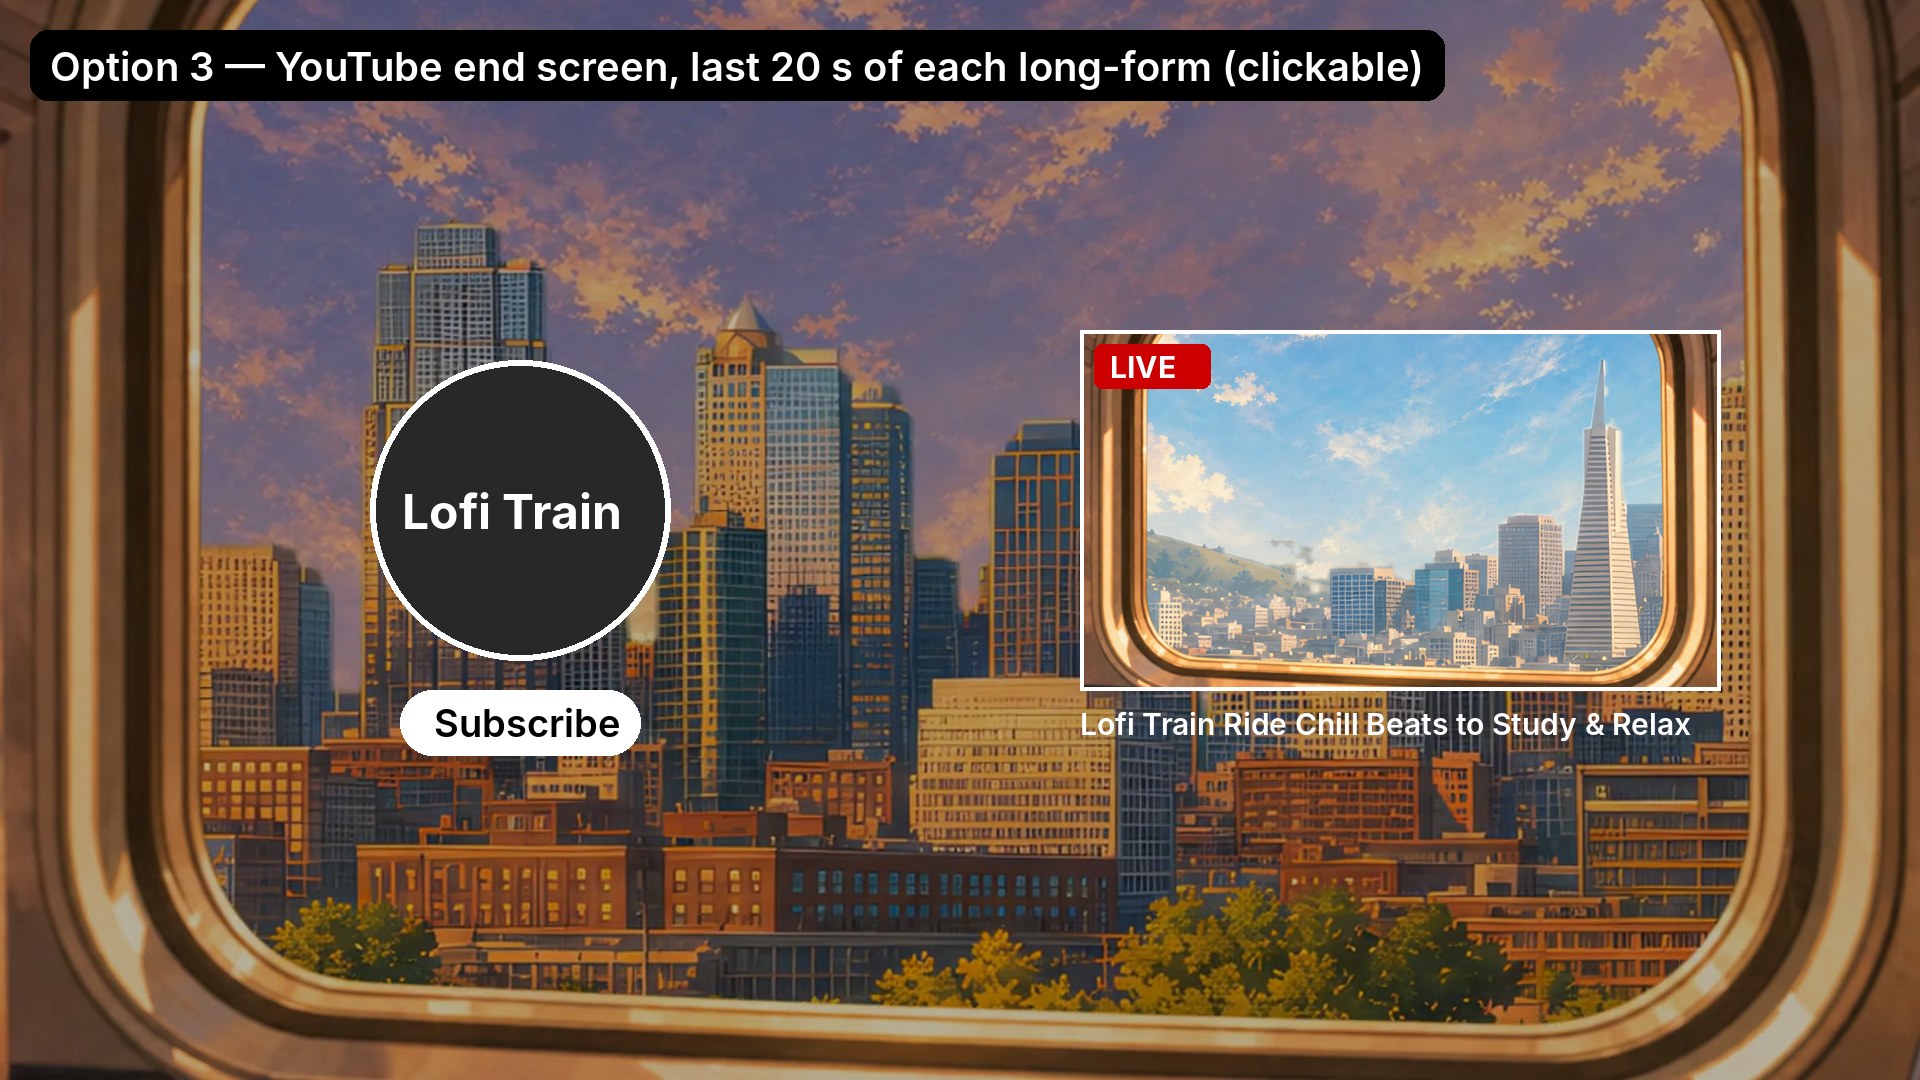 Option 3 — YouTube end screen, last 20 s of each long-form (clickable)
LIVE
Lofi Train
Subscribe
Lofi Train Ride Chill Beats to Study & Relax